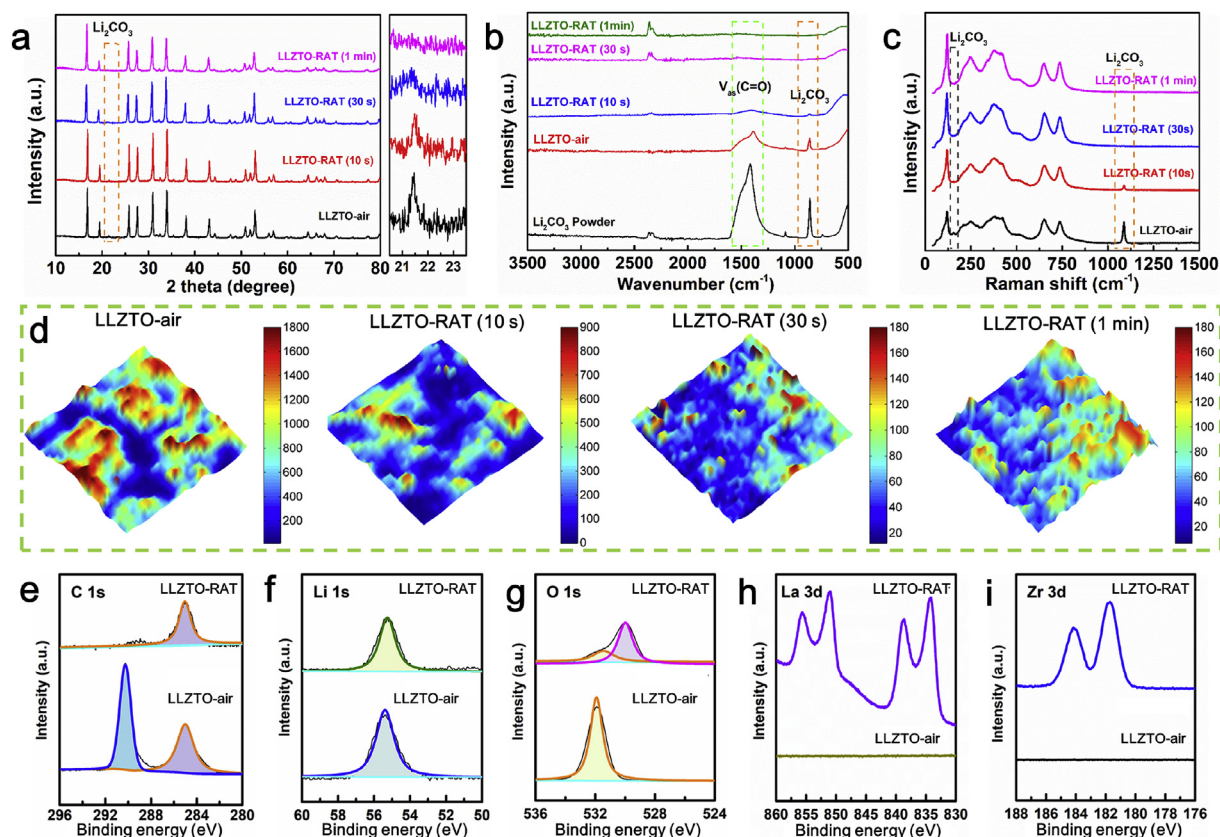 a
Li₂CO₃
LLZTO-RAT (1 min)
LLZTO-RAT (30 s)
LLZTO-RAT (10 s)
LLZTO-air
Intensity (a.u.)
10 20 30 40 50 60 70 80
21 22 23
2 theta (degree)
b
LLZTO-RAT (1min)
LLZTO-RAT (30 s)
LLZTO-RAT (10 s)
LLZTO-air
Li₂CO₃ Powder
Vₐₛ(C=O)
Li₂CO₃
Intensity (a.u.)
3500 3000 2500 2000 1500 1000 500
Wavenumber (cm⁻¹)
c
Li₂CO₃
Li₂CO₃
LLZTO-RAT (1 min)
LLZTO-RAT (30s)
LLZTO-RAT (10s)
LLZTO-air
Intensity (a.u.)
0 250 500 750 1000 1500
Raman shift (cm⁻¹)
d
LLZTO-air
1800
1600
1400
1200
1000
800
600
400
200
LLZTO-RAT (10 s)
900
800
700
600
500
400
300
200
100
0
LLZTO-RAT (30 s)
180
160
140
120
100
80
60
40
20
LLZTO-RAT (1 min)
180
160
140
120
100
80
60
40
20
e
C 1s
LLZTO-RAT
LLZTO-air
Intensity (a.u.)
296 292 288 284 280
Binding energy (eV)
f
Li 1s
LLZTO-RAT
LLZTO-air
Intensity (a.u.)
60 58 56 54 52 50
Binding energy (eV)
g
O 1s
LLZTO-RAT
LLZTO-air
Intensity (a.u.)
536 532 528 524
Binding energy (eV)
h
La 3d
LLZTO-RAT
LLZTO-air
Intensity (a.u.)
860 850 840 830
Binding energy (eV)
i
Zr 3d
LLZTO-RAT
LLZTO-air
Intensity (a.u.)
188 186 184 182 180 178 176
Binding energy (eV)